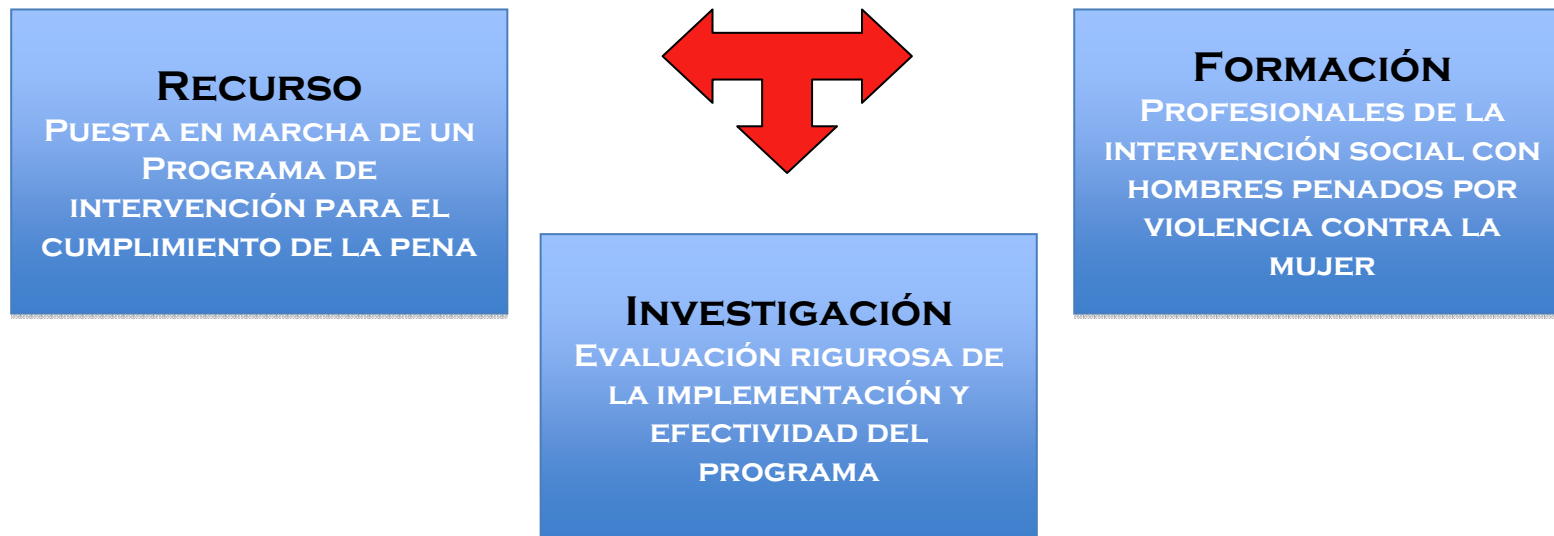 Recurso
Puesta en marcha de un
Programa de
intervención para el
cumplimiento de la pena
Formación
Profesionales de la
intervención social con
hombres penados por
violencia contra la
mujer
Investigación
Evaluación rigurosa de
la implementación y
efectividad del
programa